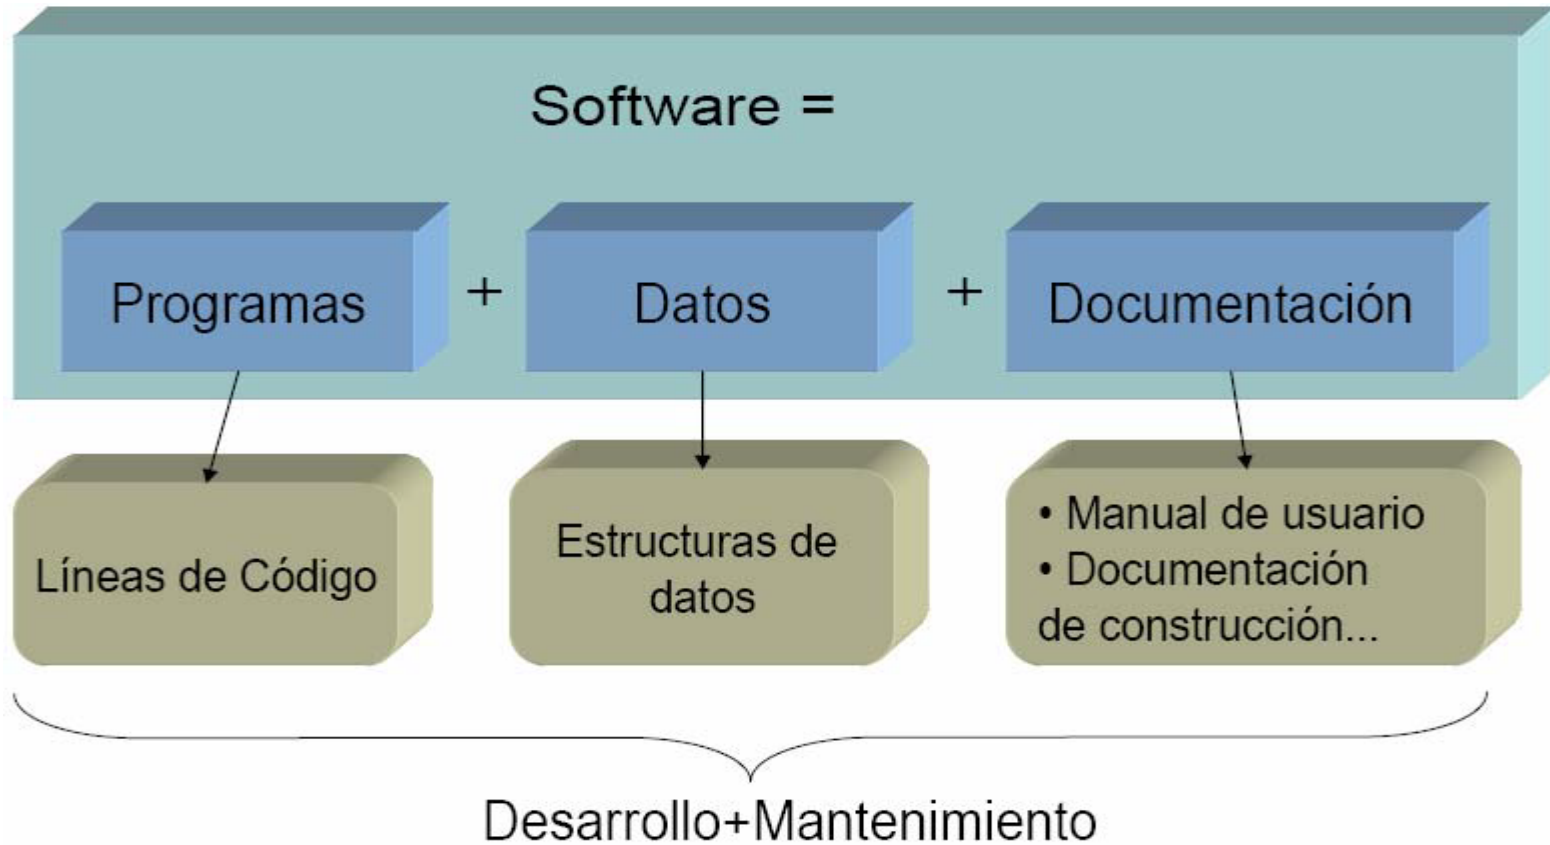 Software =
Programas + Datos + Documentación
Líneas de Código
Estructuras de
datos
• Manual de usuario
• Documentación
de construcción...
Desarrollo+Mantenimiento